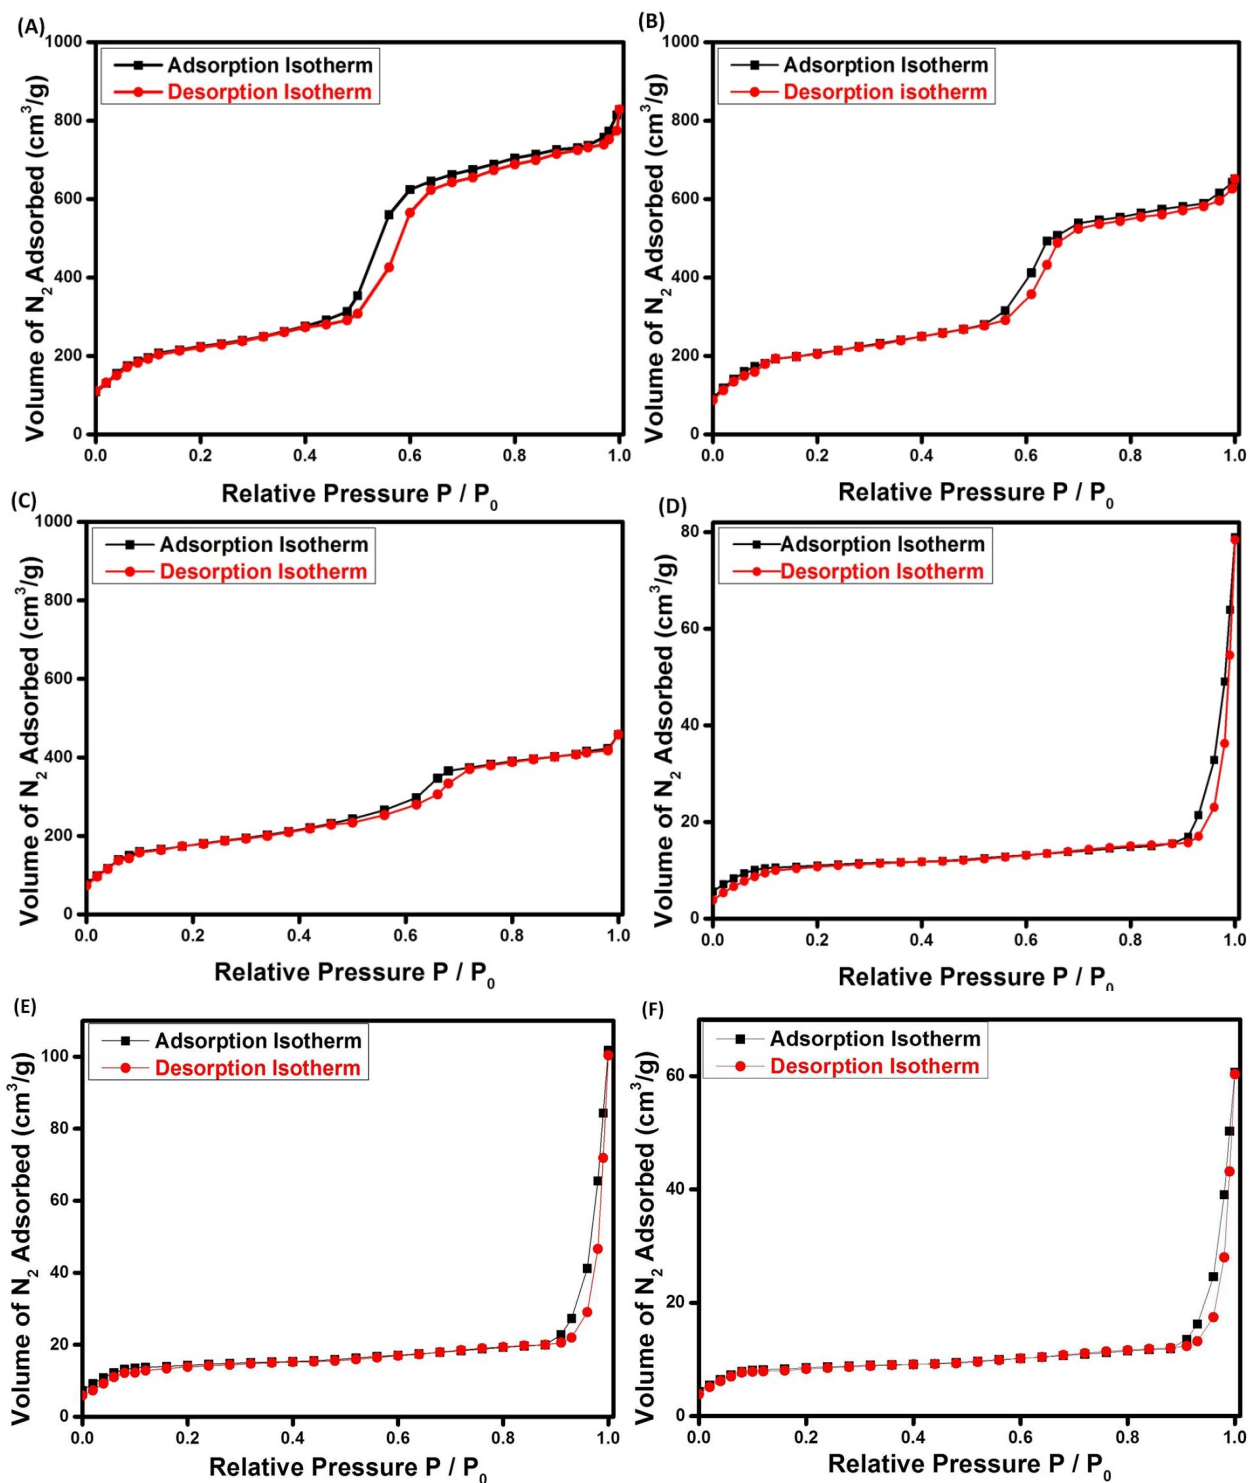 (A)
1000
800
600
400
200
0
Volume of N2 Adsorbed (cm³/g)
Adsorption Isotherm
Desorption Isotherm
0.0 0.2 0.4 0.6 0.8 1.0
Relative Pressure P / P0
(B)
1000
800
600
400
200
0
Volume of N2 Adsorbed (cm³/g)
Adsorption Isotherm
Desorption isotherm
0.0 0.2 0.4 0.6 0.8 1.0
Relative Pressure P / P0
(C)
1000
800
600
400
200
0
Volume of N2 Adsorbed (cm³/g)
Adsorption Isotherm
Desorption Isotherm
0.0 0.2 0.4 0.6 0.8 1.0
Relative Pressure P / P0
(D)
80
60
40
20
0
Volume of N2 Adsorbed (cm³/g)
Adsorption Isotherm
Desorption Isotherm
0.0 0.2 0.4 0.6 0.8 1.0
Relative Pressure P / P0
(E)
100
80
60
40
20
0
Volume of N2 Adsorbed (cm³/g)
Adsorption Isotherm
Desorption Isotherm
0.0 0.2 0.4 0.6 0.8 1.0
Relative Pressure P / P0
(F)
60
40
20
0
Volume of N2 Adsorbed (cm³/g)
Adsorption Isotherm
Desorption Isotherm
0.0 0.2 0.4 0.6 0.8 1.0
Relative Pressure P / P0